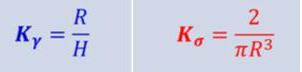 K_γ = R/H
K_σ = 2/πR³